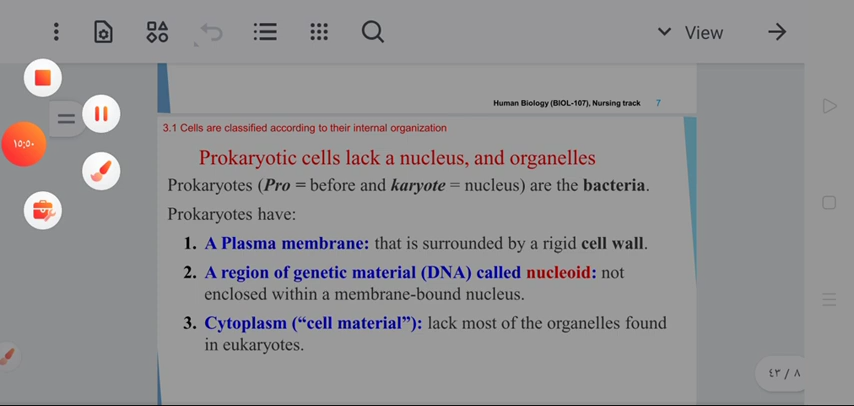 View
Human Biology (BIOL-107), Nursing track 7
3.1 Cells are classified according to their internal organization
١٥:٥٠
Prokaryotic cells lack a nucleus, and organelles
Prokaryotes (Pro = before and karyote = nucleus) are the bacteria.
Prokaryotes have:
1. A Plasma membrane: that is surrounded by a rigid cell wall.
2. A region of genetic material (DNA) called nucleoid: not
enclosed within a membrane-bound nucleus.
3. Cytoplasm (“cell material”): lack most of the organelles found
in eukaryotes.
٤٣ / ٨